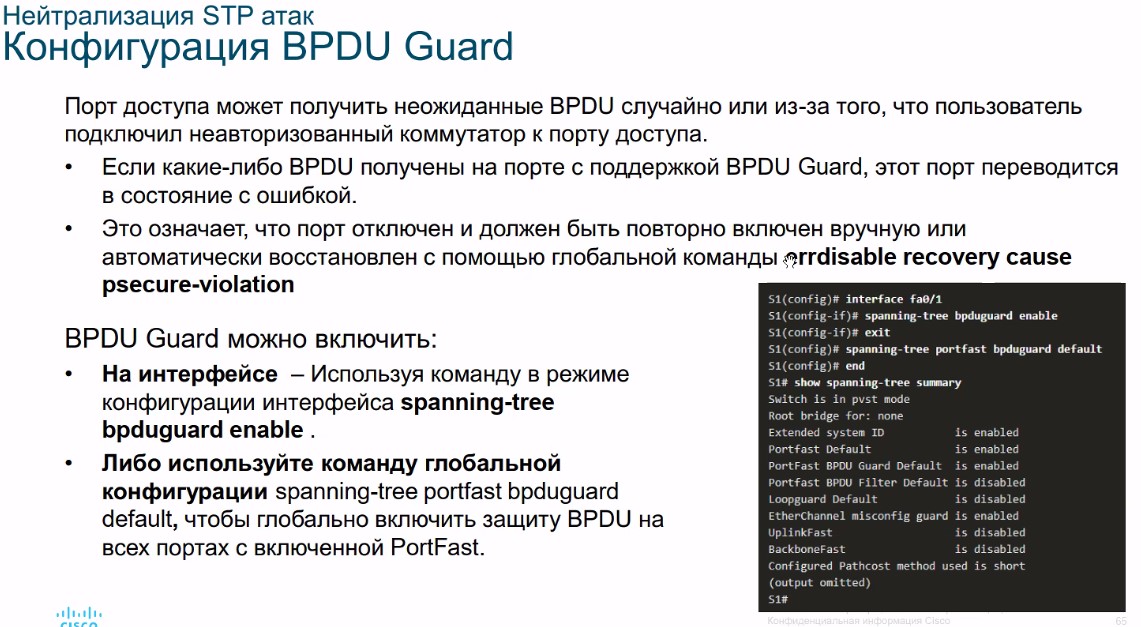 Нейтрализация STP атак
Конфигурация BPDU Guard
Порт доступа может получить неожиданные BPDU случайно или из-за того, что пользователь
подключил неавторизованный коммутатор к порту доступа.
• Если какие-либо BPDU получены на порте с поддержкой BPDU Guard, этот порт переводится
в состояние с ошибкой.
• Это означает, что порт отключен и должен быть повторно включен вручную или
автоматически восстановлен с помощью глобальной команды errdisable recovery cause
psecure-violation
BPDU Guard можно включить:
• На интерфейсе – Используя команду в режиме
конфигурации интерфейса spanning-tree
bpduguard enable .
• Либо используйте команду глобальной
конфигурации spanning-tree portfast bpduguard
default, чтобы глобально включить защиту BPDU на
всех портах с включенной PortFast.
S1(config)# interface fa0/1
S1(config-if)# spanning-tree bpduguard enable
S1(config-if)# exit
S1(config)# spanning-tree portfast bpduguard default
S1(config)# end
S1# show spanning-tree summary
Switch is in pvst mode
Root bridge for: none
Extended system ID is enabled
Portfast Default is enabled
PortFast BPDU Guard Default is enabled
Portfast BPDU Filter Default is disabled
Loopguard Default is disabled
EtherChannel misconfig guard is enabled
UplinkFast is disabled
BackboneFast is disabled
Configured Pathcost method used is short
(output omitted)
S1#
CISCO
Конфиденциальная информация Cisco
65